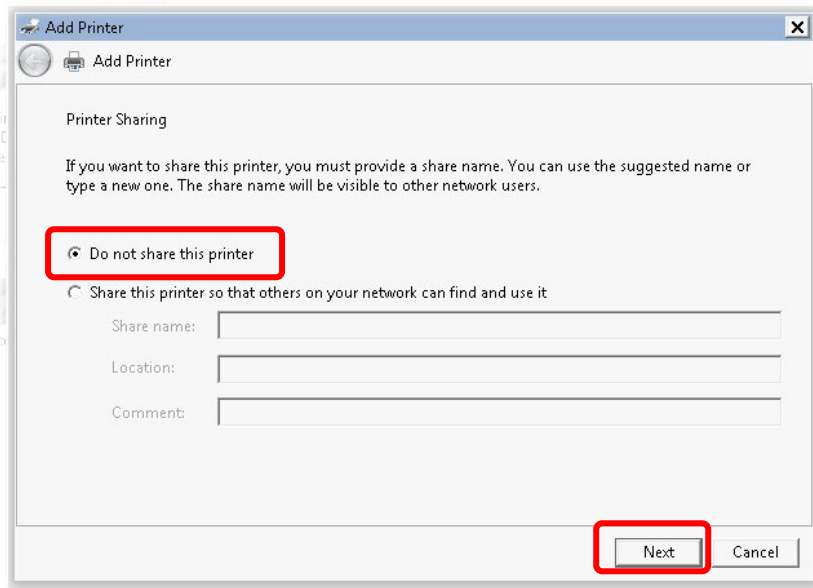 Add Printer
Add Printer
Printer Sharing
If you want to share this printer, you must provide a share name. You can use the suggested name or
type a new one. The share name will be visible to other network users.
Do not share this printer
Share this printer so that others on your network can find and use it
Share name:
Location:
Comment:
Next Cancel